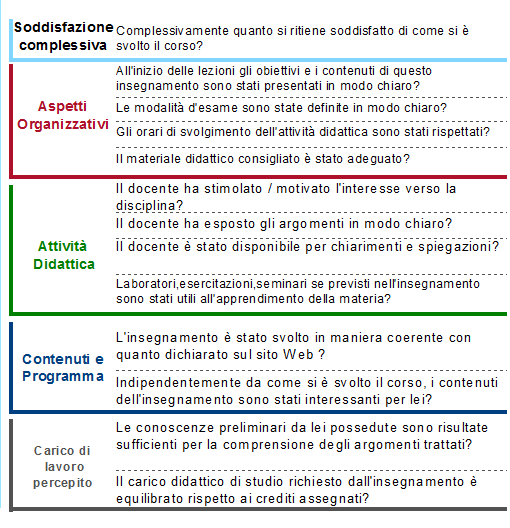 Soddisfazione
complessiva
Complessivamente quanto si ritiene soddisfatto di come si è
svolto il corso?
Aspetti
Organizzativi
All'inizio delle lezioni gli obiettivi e i contenuti di questo
insegnamento sono stati presentati in modo chiaro?
Le modalità d'esame sono state definite in modo chiaro?
Gli orari di svolgimento dell'attività didattica sono stati rispettati?
Il materiale didattico consigliato è stato adeguato?
Attività
Didattica
Il docente ha stimolato / motivato l'interesse verso la
disciplina?
Il docente ha esposto gli argomenti in modo chiaro?
Il docente è stato disponibile per chiarimenti e spiegazioni?
Laboratori,esercitazioni,seminari se previsti nell'insegnamento
sono stati utili all'apprendimento della materia?
Contenuti e
Programma
L'insegnamento è stato svolto in maniera coerente con
quanto dichiarato sul sito Web ?
Indipendentemente da come si è svolto il corso, i contenuti
dell'insegnamento sono stati interessanti per lei?
Carico di
lavoro
percepito
Le conoscenze preliminari da lei possedute sono risultate
sufficienti per la comprensione degli argomenti trattati?
Il carico didattico di studio richiesto dall'insegnamento è
equilibrato rispetto ai crediti assegnati?